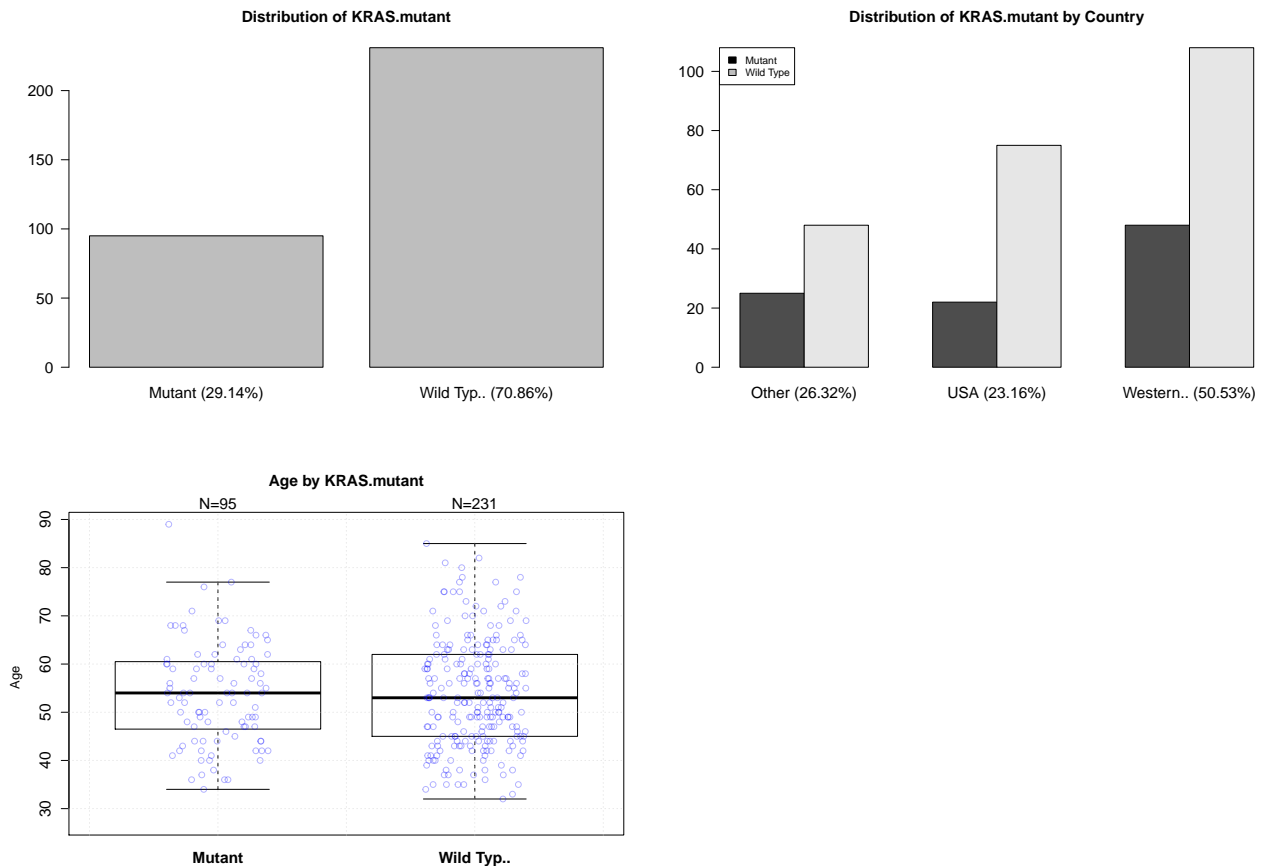 Distribution of KRAS.mutant
200
150
100
50
0
Mutant (29.14%) Wild Typ.. (70.86%)
Distribution of KRAS.mutant by Country
Mutant
Wild Type
100
80
60
40
20
0
Other (26.32%) USA (23.16%) Western.. (50.53%)
Age by KRAS.mutant
N=95 N=231
90
80
70
60
50
40
30
Age
Mutant Wild Typ..